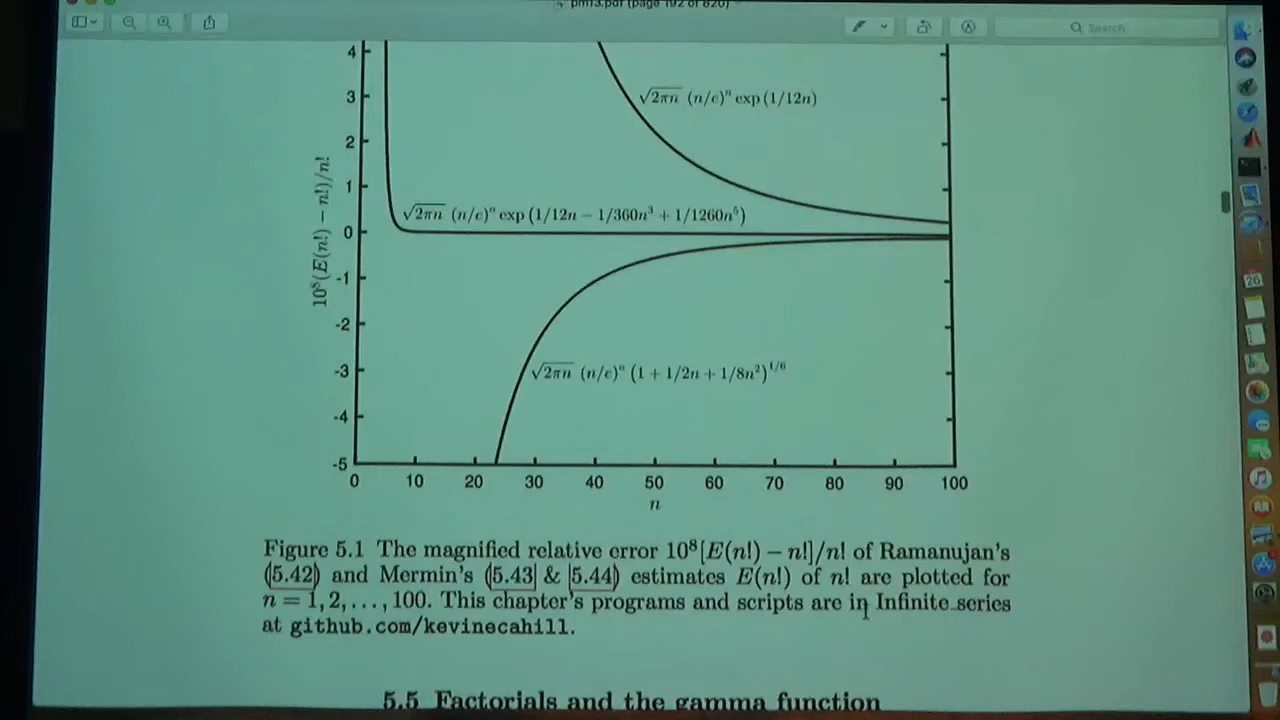 pm13.pdf (page 192 of 820)
Search
4
3
2
1
0
-1
-2
-3
-4
-5
10⁸(E(n!) − n!)/n!
√2πn (n/e)ⁿ exp (1/12n)
√2πn (n/e)ⁿ exp (1/12n − 1/360n³ + 1/1260n⁵)
√2πn (n/e)ⁿ (1 + 1/2n + 1/8n²)^1/6
0 10 20 30 40 50 60 70 80 90 100
n
Figure 5.1 The magnified relative error 10⁸[E(n!) − n!]/n! of Ramanujan's
(5.42) and Mermin's (5.43 & 5.44) estimates E(n!) of n! are plotted for
n = 1, 2, . . . , 100. This chapter's programs and scripts are in Infinite_series
at github.com/kevinecahill.
5.5 Factorials and the gamma function
26